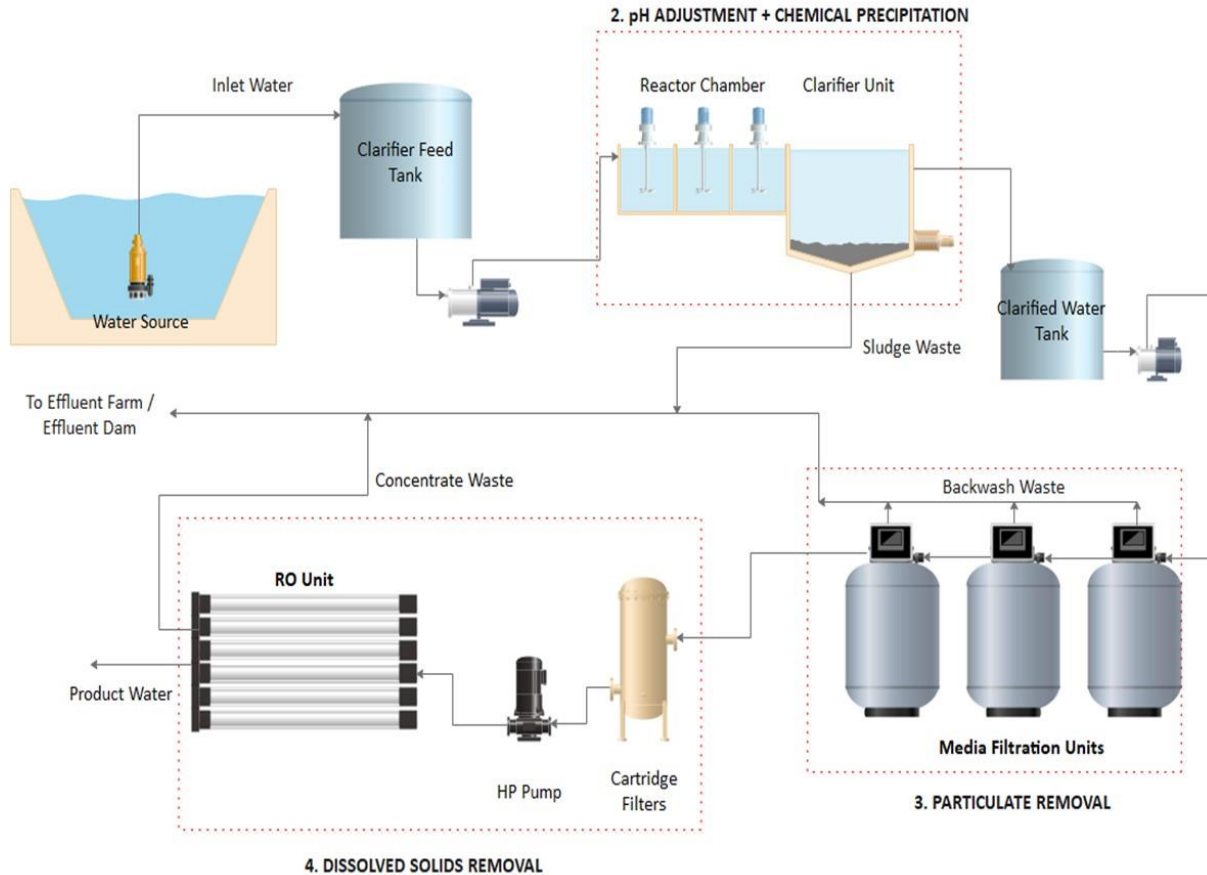 2. pH ADJUSTMENT + CHEMICAL PRECIPITATION
Inlet Water
Reactor Chamber
Clarifier Unit
Clarifier Feed
Tank
Water Source
Clarified Water
Tank
Sludge Waste
To Effluent Farm /
Effluent Dam
Concentrate Waste
Backwash Waste
RO Unit
Product Water
HP Pump
Cartridge
Filters
Media Filtration Units
3. PARTICULATE REMOVAL
4. DISSOLVED SOLIDS REMOVAL